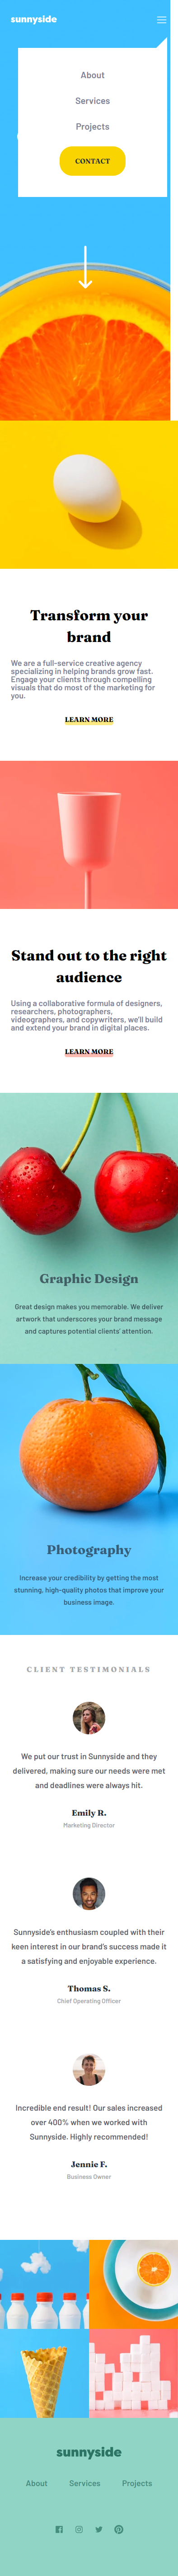 sunnyside
About
Services
Projects
CONTACT
Transform your
brand
We are a full-service creative agency
specializing in helping brands grow fast.
Engage your clients through compelling
visuals that do most of the marketing for
you.
LEARN MORE
Stand out to the right
audience
Using a collaborative formula of designers,
researchers, photographers,
videographers, and copywriters, we'll build
and extend your brand in digital places.
LEARN MORE
Graphic Design
Great design makes you memorable. We deliver
artwork that underscores your brand message
and captures potential clients' attention.
Photography
Increase your credibility by getting the most
stunning, high-quality photos that improve your
business image.
CLIENT TESTIMONIALS
We put our trust in Sunnyside and they
delivered, making sure our needs were met
and deadlines were always hit.
Emily R.
Marketing Director
Sunnyside's enthusiasm coupled with their
keen interest in our brand's success made it
a satisfying and enjoyable experience.
Thomas S.
Chief Operating Officer
Incredible end result! Our sales increased
over 400% when we worked with
Sunnyside. Highly recommended!
Jennie F.
Business Owner
sunnyside
About Services Projects